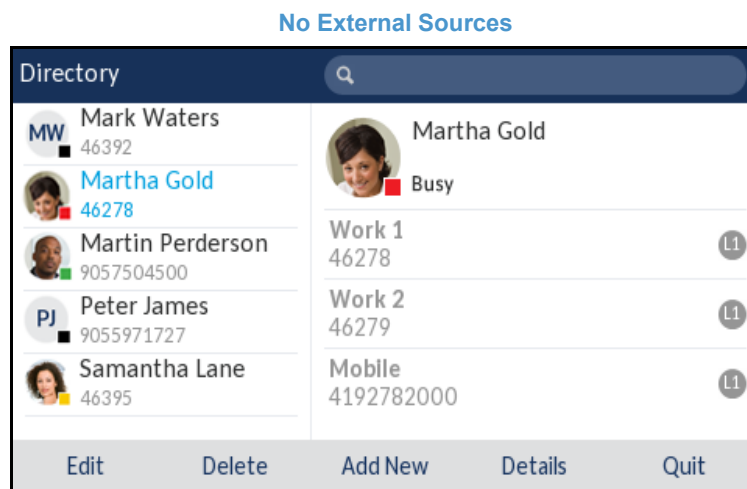 No External Sources
Directory
MW
Mark Waters
46392
Martha Gold
46278
Martin Perderson
9057504500
PJ
Peter James
9055971727
Samantha Lane
46395
Martha Gold
Busy
Work 1
46278
L1
Work 2
46279
L1
Mobile
4192782000
L1
Edit Delete Add New Details Quit